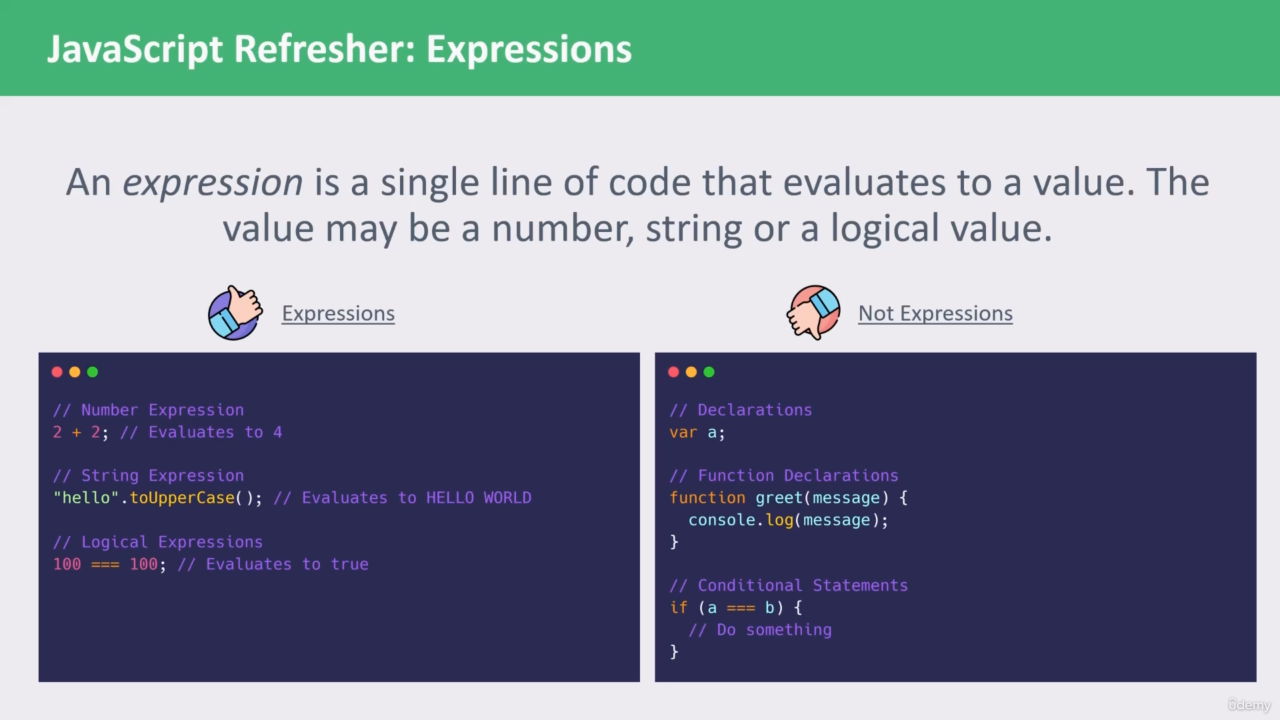 JavaScript Refresher: Expressions
An expression is a single line of code that evaluates to a value. The
value may be a number, string or a logical value.
Expressions
// Number Expression
2 + 2; // Evaluates to 4
// String Expression
"hello".toUpperCase(); // Evaluates to HELLO WORLD
// Logical Expressions
100 === 100; // Evaluates to true
Not Expressions
// Declarations
var a;
// Function Declarations
function greet(message) {
  console.log(message);
}
// Conditional Statements
if (a === b) {
  // Do something
}
ûdemy